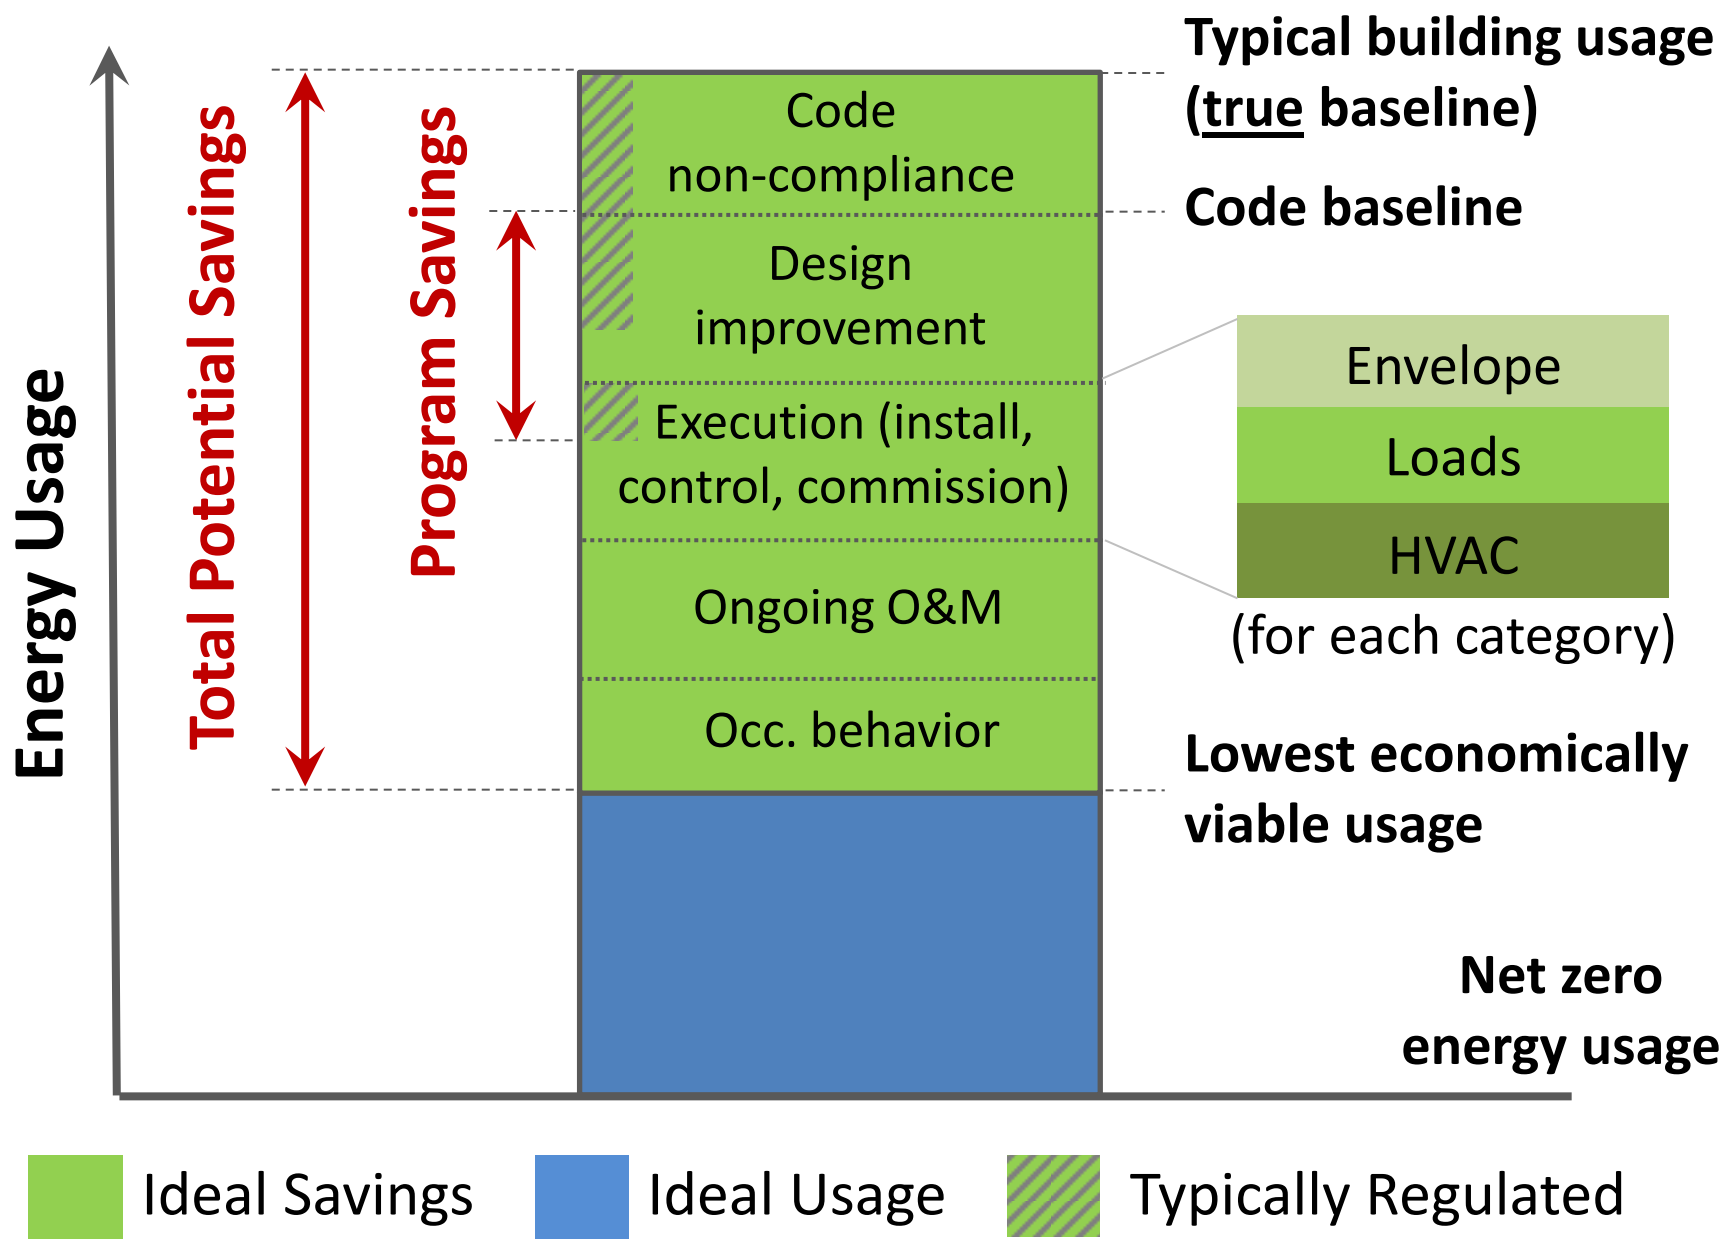 Typical building usage
(true baseline)
Code baseline
Energy Usage
Total Potential Savings
Program Savings
Code
non-compliance
Design
improvement
Execution (install,
control, commission)
Ongoing O&M
Occ. behavior
Envelope
Loads
HVAC
(for each category)
Lowest economically
viable usage
Net zero
energy usage
Ideal Savings
Ideal Usage
Typically Regulated